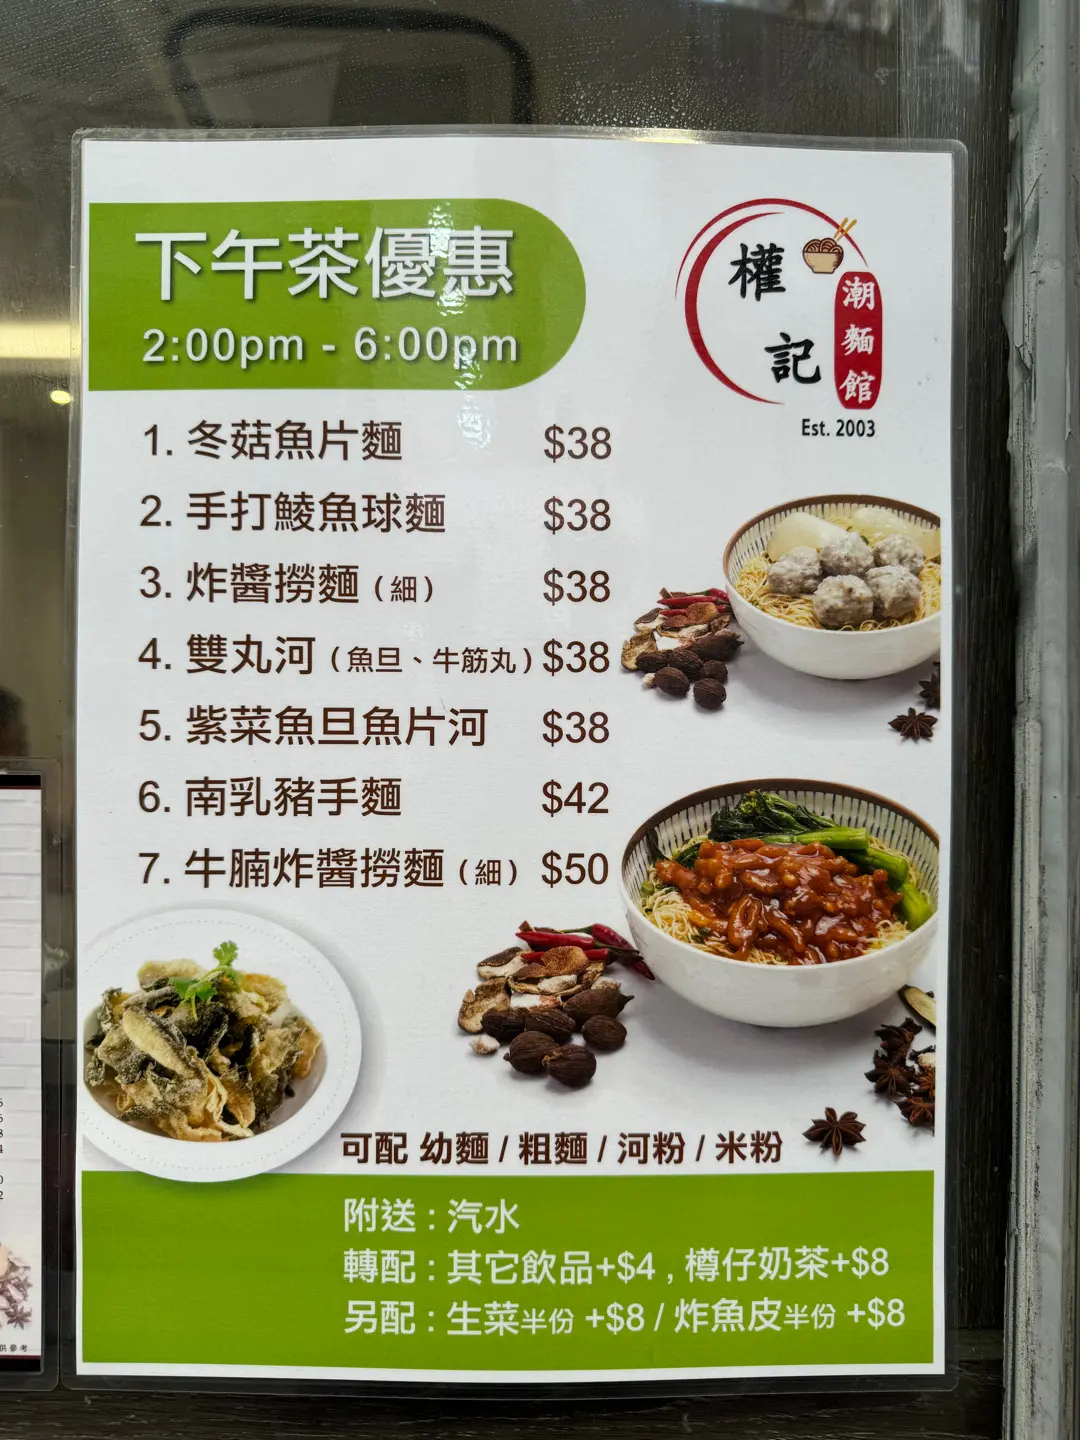 下午茶優惠
2:00pm - 6:00pm
權記
潮麵館
Est. 2003
1. 冬菇魚片麵 $38
2. 手打鯪魚球麵 $38
3. 炸醬撈麵 (細) $38
4. 雙丸河 (魚旦、牛筋丸) $38
5. 紫菜魚旦魚片河 $38
6. 南乳豬手麵 $42
7. 牛腩炸醬撈麵 (細) $50
可配 幼麵 / 粗麵 / 河粉 / 米粉
附送 : 汽水
轉配 : 其它飲品+$4 , 樽仔奶茶+$8
另配 : 生菜半份 +$8 / 炸魚皮半份 +$8
供參考